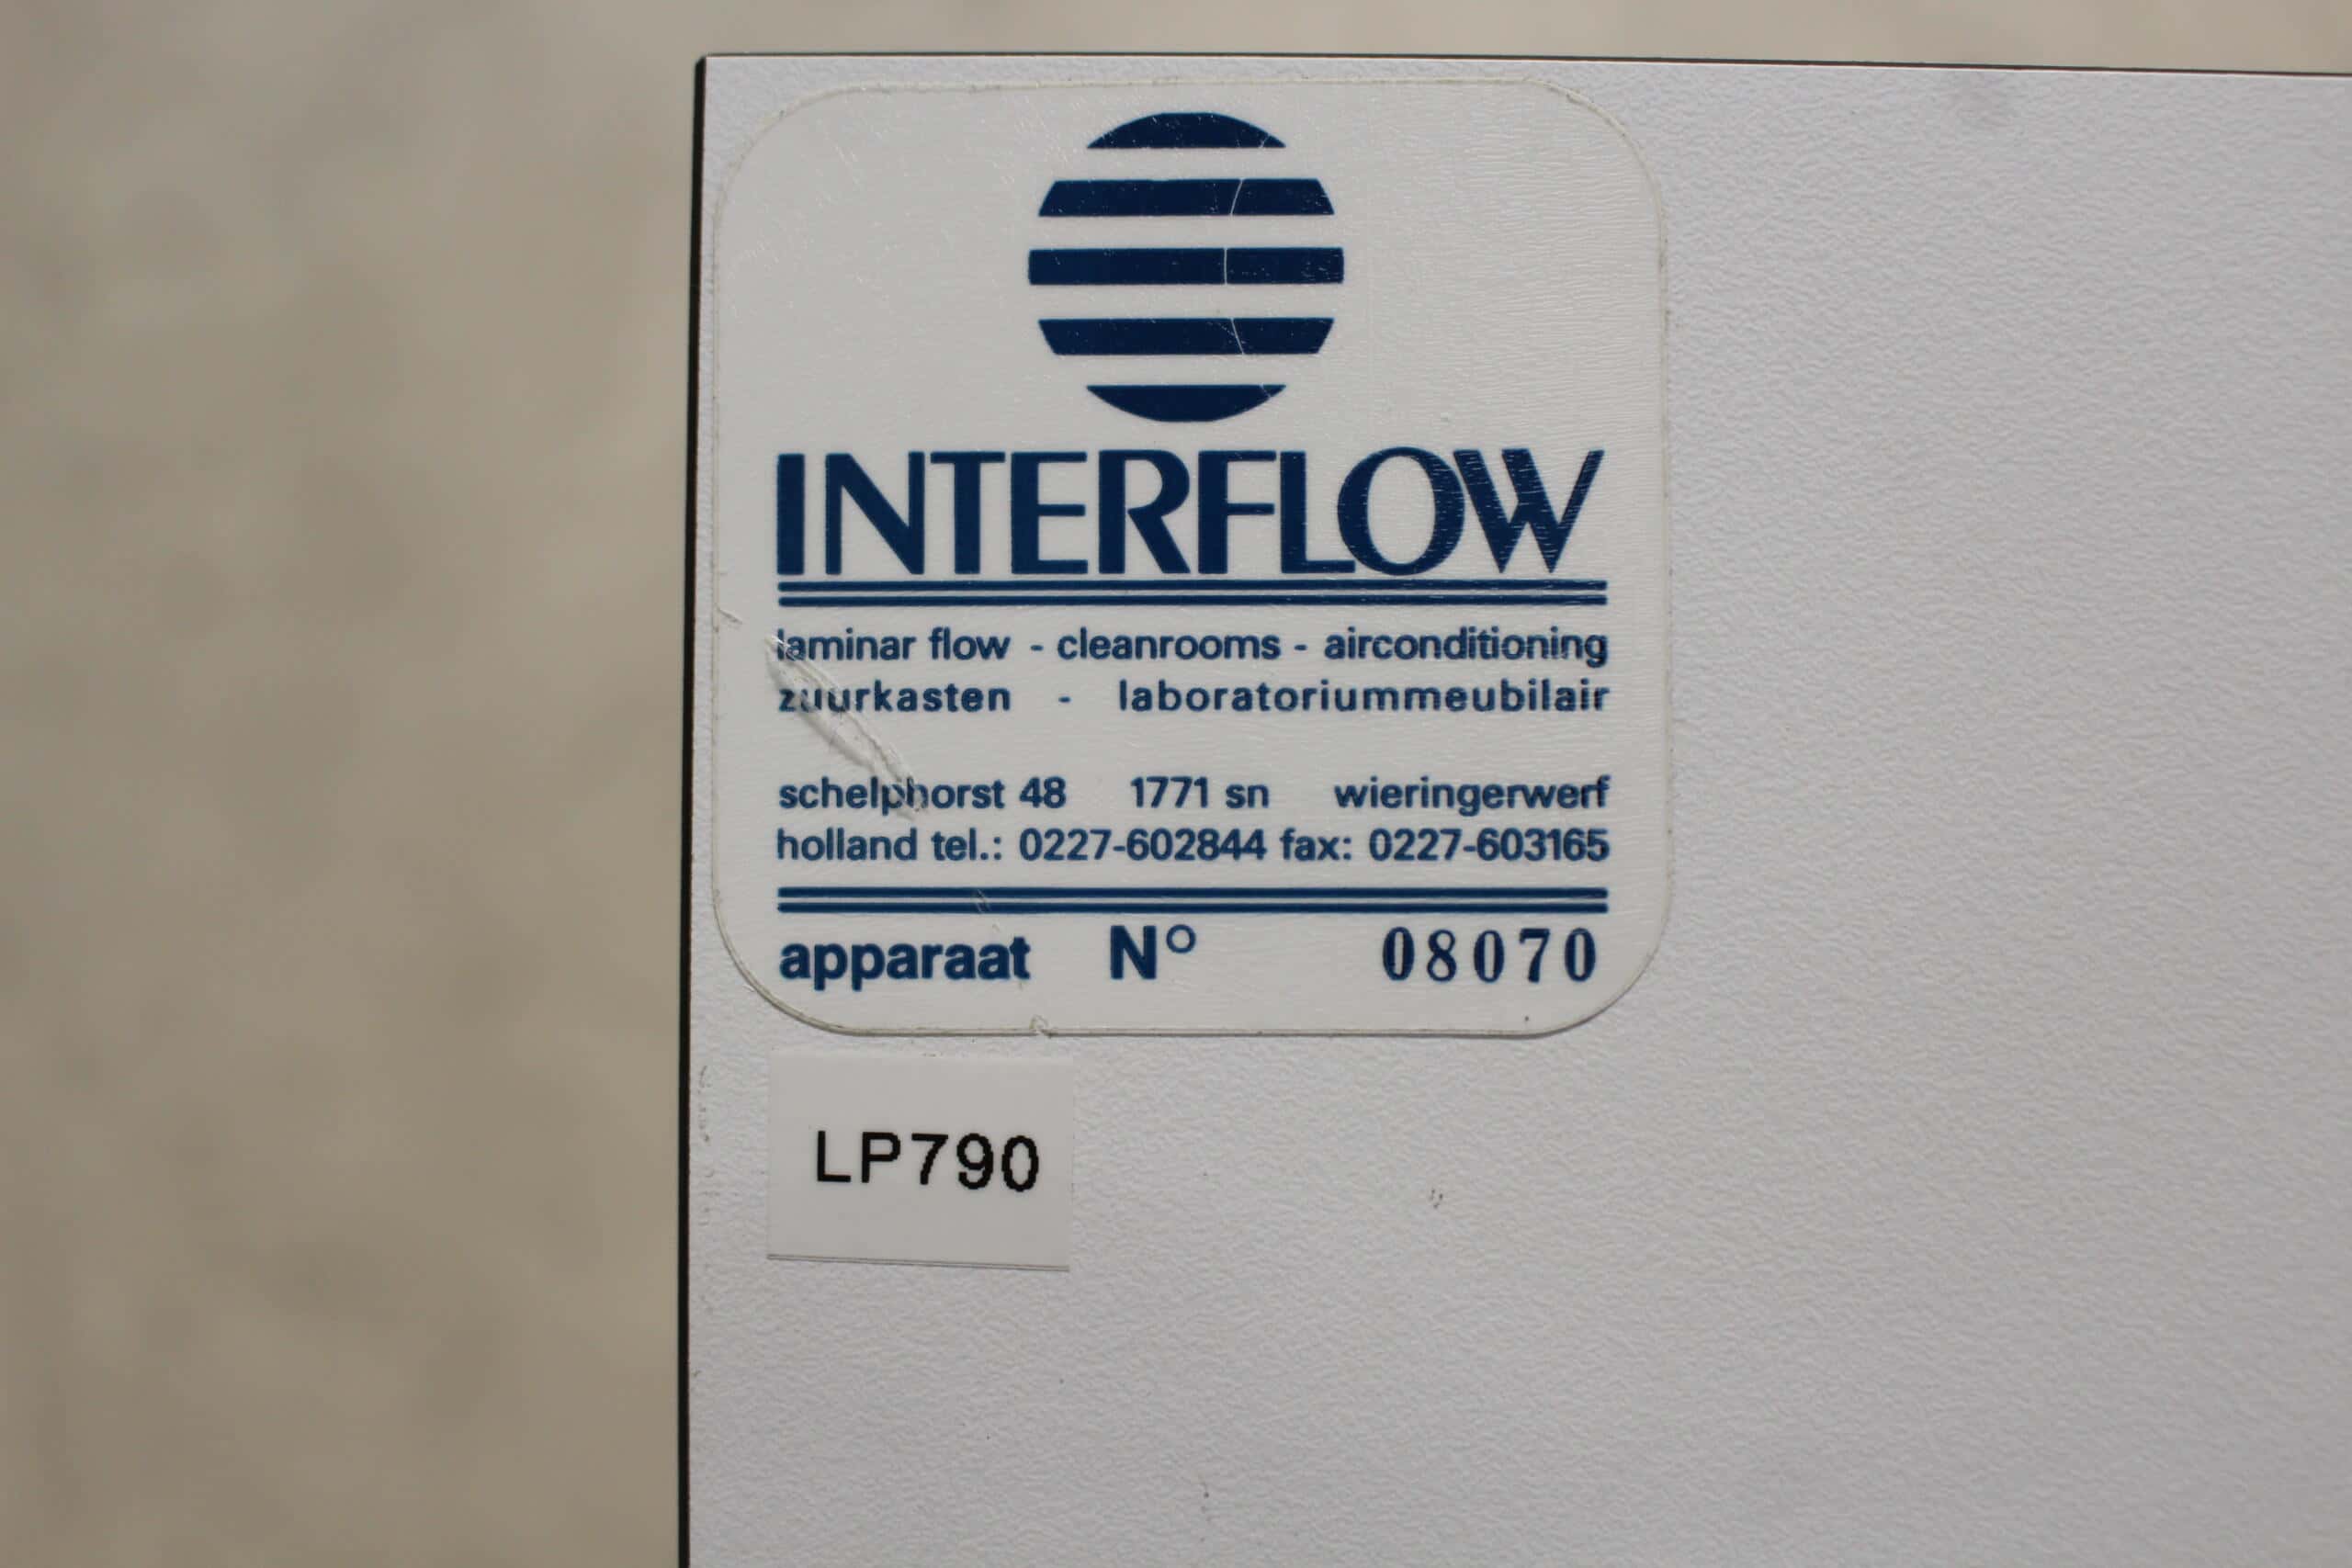 INTERFLOW
laminar flow - cleanrooms - airconditioning
zuurkasten - laboratoriummeubilair
schelphorst 48 1771 sn wieringerwerf
holland tel.: 0227-602844 fax: 0227-603165
apparaat N° 08070
LP790